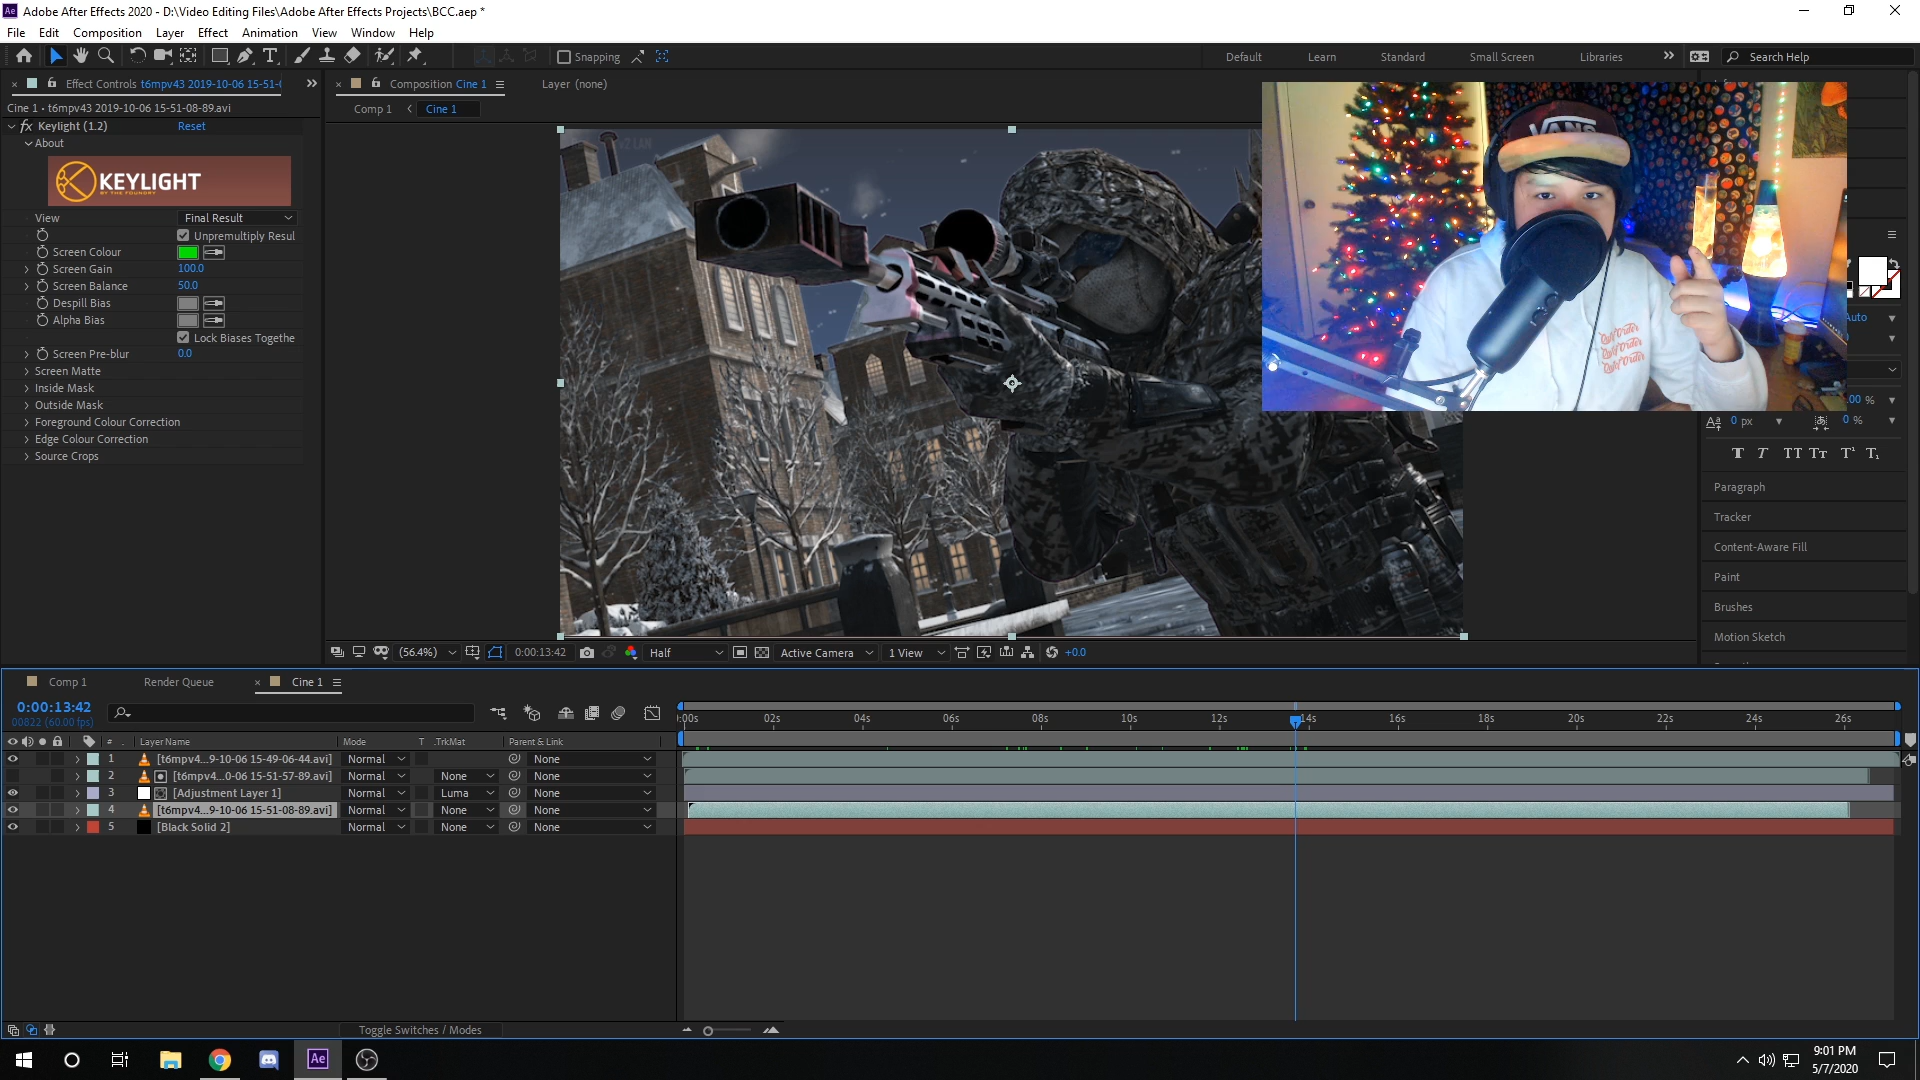 Adobe After Effects 2020 - D:\Video Editing Files\Adobe After Effects Projects\BCC.aep *
File Edit Composition Layer Effect Animation View Window Help
Snapping
Default Learn Standard Small Screen Libraries
Search Help
Effect Controls t6mpv43 2019-10-06 15-51-
Composition Cine 1
Layer (none)
Cine 1 • t6mpv43 2019-10-06 15-51-08-89.avi
Comp 1 Cine 1
fx Keylight (1.2) Reset
About
KEYLIGHT
BY THE FOUNDRY
View Final Result
Unpremultiply Resul
Screen Colour
Screen Gain 100.0
Screen Balance 50.0
Despill Bias
Alpha Bias
Lock Biases Togethe
Screen Pre-blur 0.0
Screen Matte
Inside Mask
Outside Mask
Foreground Colour Correction
Edge Colour Correction
Source Crops
v2 LAN
VANS
Auto
00 %
0 px 0 %
T T TT Tt T¹ T₁
Paragraph
Tracker
Content-Aware Fill
Paint
Brushes
Motion Sketch
(56.4%) 0:00:13:42 Half Active Camera 1 View +0.0
Comp 1 Render Queue Cine 1
0:00:13:42
00822 (60.00 fps)
:00s 02s 04s 06s 08s 10s 12s 14s 16s 18s 20s 22s 24s 26s
# Layer Name Mode T .TrkMat Parent & Link
1 [t6mpv4...9-10-06 15-49-06-44.avi] Normal None
2 [t6mpv4...0-06 15-51-57-89.avi] Normal None None
3 [Adjustment Layer 1] Normal Luma None
4 [t6mpv4...9-10-06 15-51-08-89.avi] Normal None None
5 [Black Solid 2] Normal None None
Toggle Switches / Modes
Ae
9:01 PM
5/7/2020